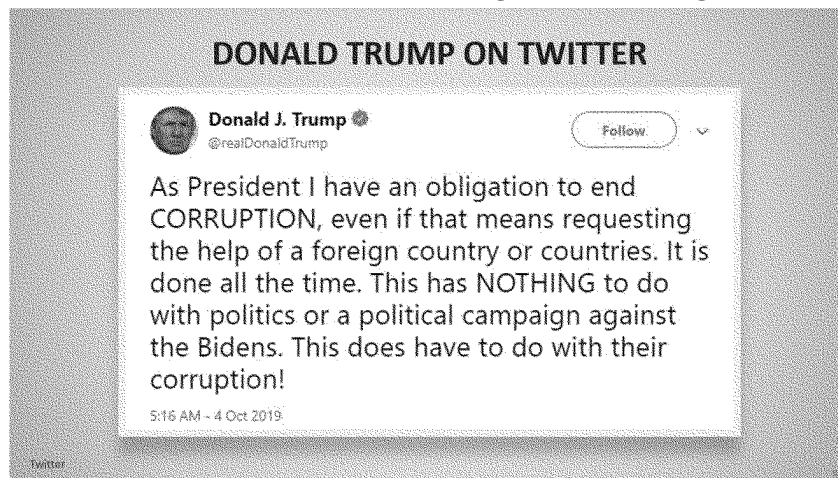 DONALD TRUMP ON TWITTER
Donald J. Trump
@realDonaldTrump
Follow
As President I have an obligation to end
CORRUPTION, even if that means requesting
the help of a foreign country or countries. It is
done all the time. This has NOTHING to do
with politics or a political campaign against
the Bidens. This does have to do with their
corruption!
5:16 AM - 4 Oct 2019
Twitter